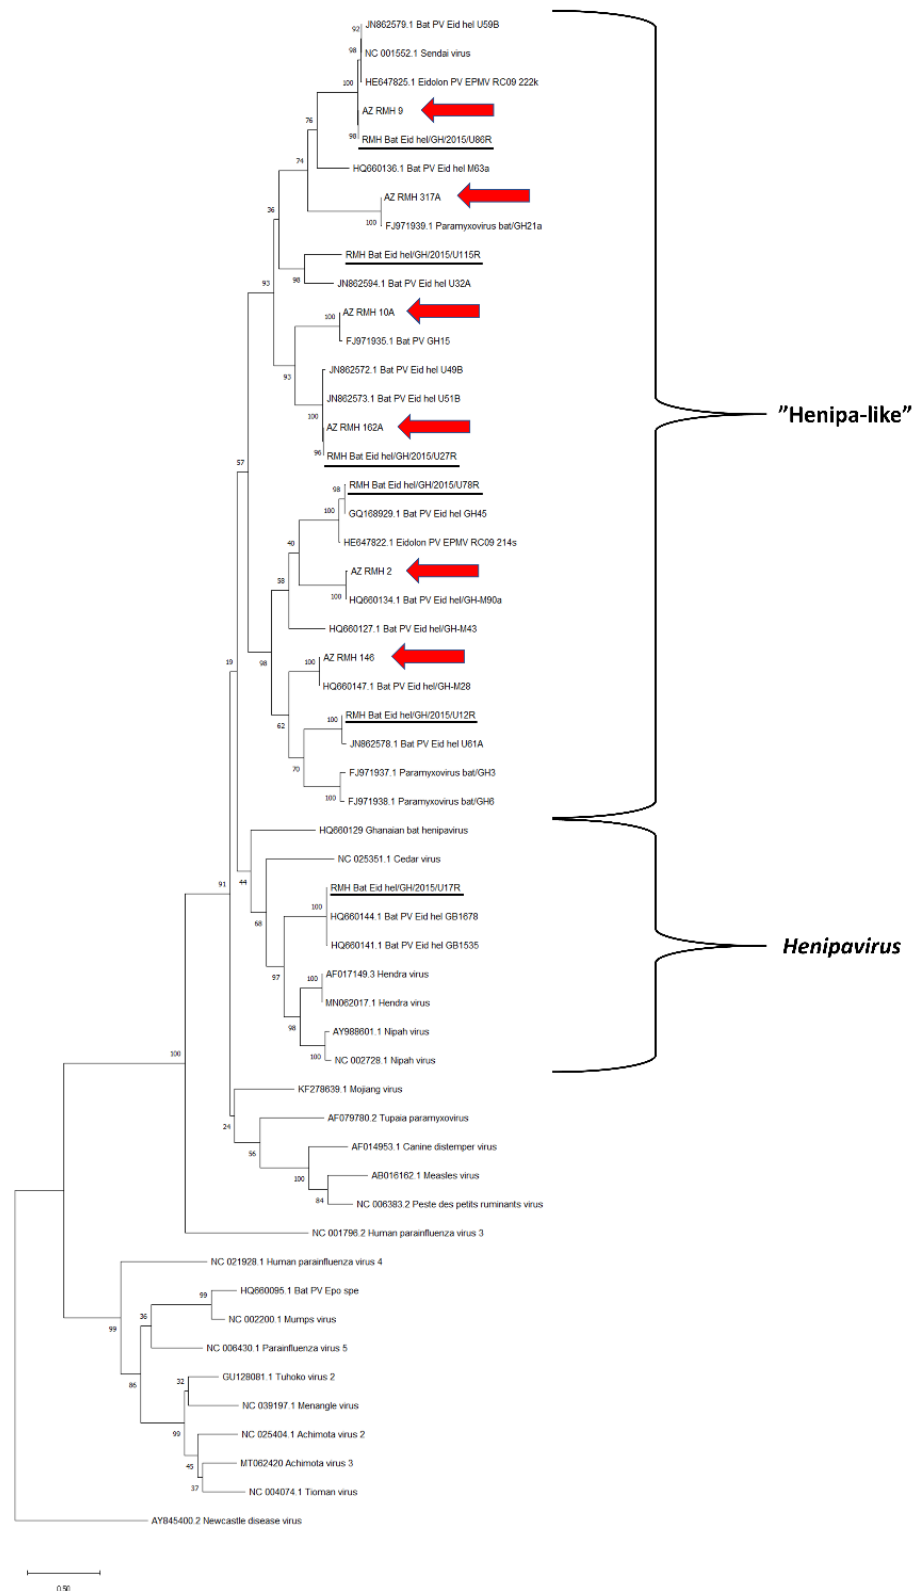 JN862579.1 Bat PV Eid hel U59B
92
NC 001552.1 Sendai virus
98
HE647825.1 Eidolon PV EPMV RC09 222k
100
AZ RMH 9
76
RMH Bat Eid hel/GH/2015/U86R
98
HQ660136.1 Bat PV Eid hel M63a
74
AZ RMH 317A
36
FJ971939.1 Paramyxovirus bat/GH21a
100
RMH Bat Eid hel/GH/2015/U115R
98
JN862594.1 Bat PV Eid hel U32A
93
AZ RMH 10A
100
FJ971935.1 Bat PV GH15
93
JN862572.1 Bat PV Eid hel U49B
JN862573.1 Bat PV Eid hel U51B
100
"Henipa-like"
AZ RMH 162A
96
RMH Bat Eid hel/GH/2015/U27R
57
RMH Bat Eid hel/GH/2015/U78R
98
100
GQ168929.1 Bat PV Eid hel GH45
HE647822.1 Eidolon PV EPMV RC09 214s
40
AZ RMH 2
58
100
HQ660134.1 Bat PV Eid hel/GH-M90a
HQ660127.1 Bat PV Eid hel/GH-M43
19
98
AZ RMH 146
100
HQ660147.1 Bat PV Eid hel/GH-M28
62
RMH Bat Eid hel/GH/2015/U12R
100
JN862578.1 Bat PV Eid hel U61A
70
FJ971937.1 Paramyxovirus bat/GH3
100
FJ971938.1 Paramyxovirus bat/GH6
HQ660129 Ghanaian bat henipavirus
NC 025351.1 Cedar virus
91
44
RMH Bat Eid hel/GH/2015/U17R
100
68
HQ660144.1 Bat PV Eid hel GB1678
HQ660141.1 Bat PV Eid hel GB1535
Henipavirus
97
AF017149.3 Hendra virus
100
MN062017.1 Hendra virus
98
AY988601.1 Nipah virus
100
NC 002728.1 Nipah virus
100
KF278639.1 Mojiang virus
24
AF079780.2 Tupaia paramyxovirus
56
AF014953.1 Canine distemper virus
100
AB016162.1 Measles virus
84
NC 006383.2 Peste des petits ruminants virus
NC 001796.2 Human parainfluenza virus 3
NC 021928.1 Human parainfluenza virus 4
HQ660095.1 Bat PV Epo spe
99
NC 002200.1 Mumps virus
99
36
NC 006430.1 Parainfluenza virus 5
86
GU128081.1 Tuhoko virus 2
32
NC 039197.1 Menangle virus
99
NC 025404.1 Achimota virus 2
45
MT062420 Achimota virus 3
37
NC 004074.1 Tioman virus
AY845400.2 Newcastle disease virus
0.50